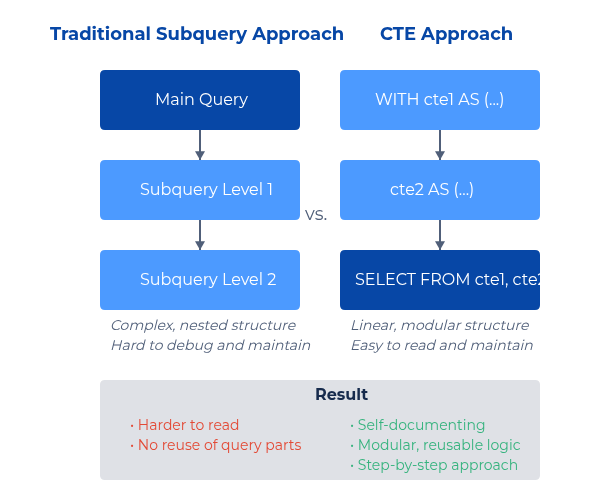 Traditional Subquery Approach
CTE Approach
Main Query
WITH cte1 AS (...)
Subquery Level 1
cte2 AS (...)
VS.
Subquery Level 2
SELECT FROM cte1, cte2
Complex, nested structure
Hard to debug and maintain
Linear, modular structure
Easy to read and maintain
Result
• Harder to read
• No reuse of query parts
• Self-documenting
• Modular, reusable logic
• Step-by-step approach